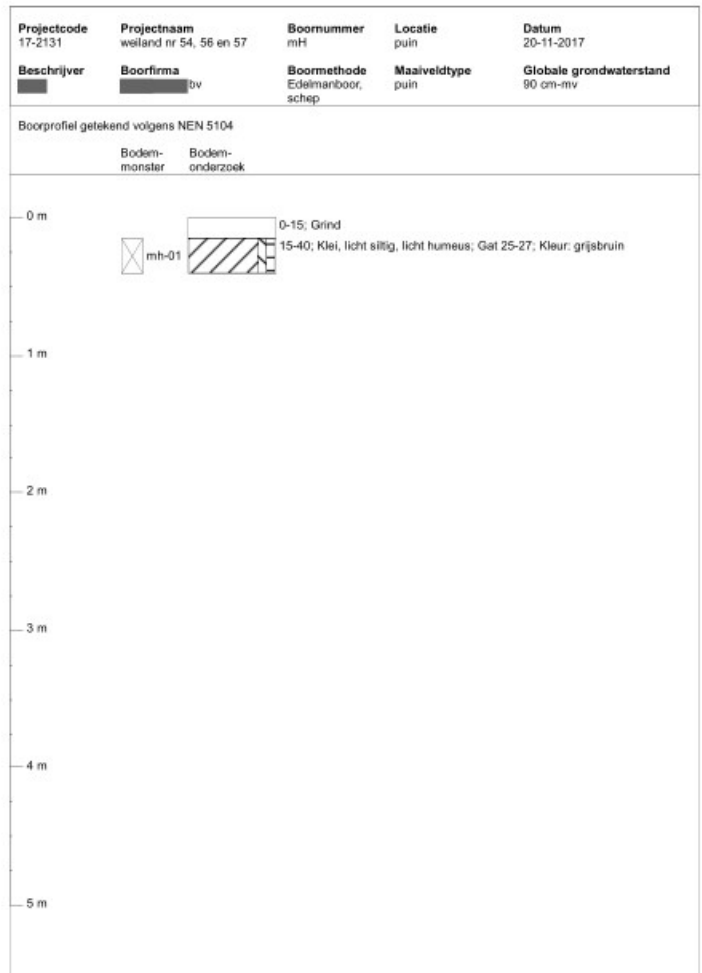 Projectcode Projectnaam Boornummer Locatie Datum
17-2131 weiland nr 54, 56 en 57 mH puin 20-11-2017
Beschrijver Boorfirma Boormethode Maaiveldtype Globale grondwaterstand
bv Edelmanboor, puin 90 cm-mv
schep
Boorprofiel getekend volgens NEN 5104
Bodem- Bodem-
monster onderzoek
0 m
0-15; Grind
15-40; Klei, licht siltig, licht humeus; Gat 25-27; Kleur: grijsbruin
mh-01
1 m
2 m
3 m
4 m
5 m